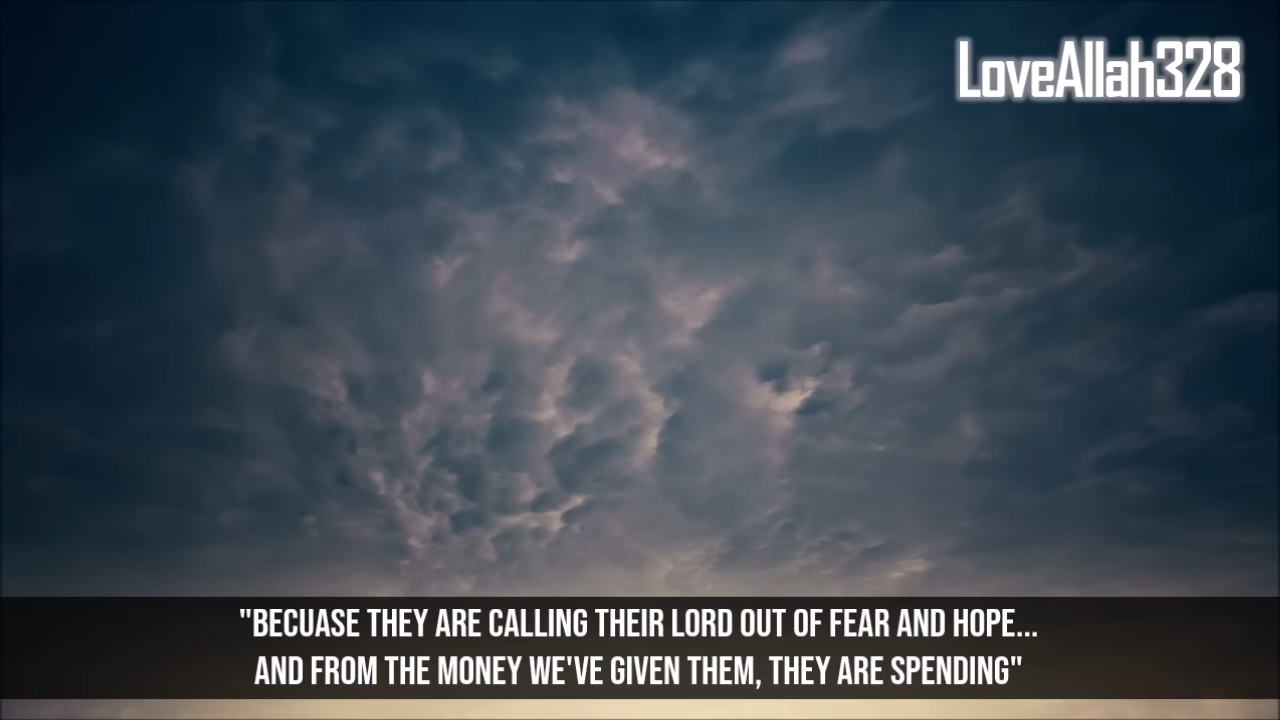 LoveAllah328
"BECUASE THEY ARE CALLING THEIR LORD OUT OF FEAR AND HOPE...
AND FROM THE MONEY WE'VE GIVEN THEM, THEY ARE SPENDING"